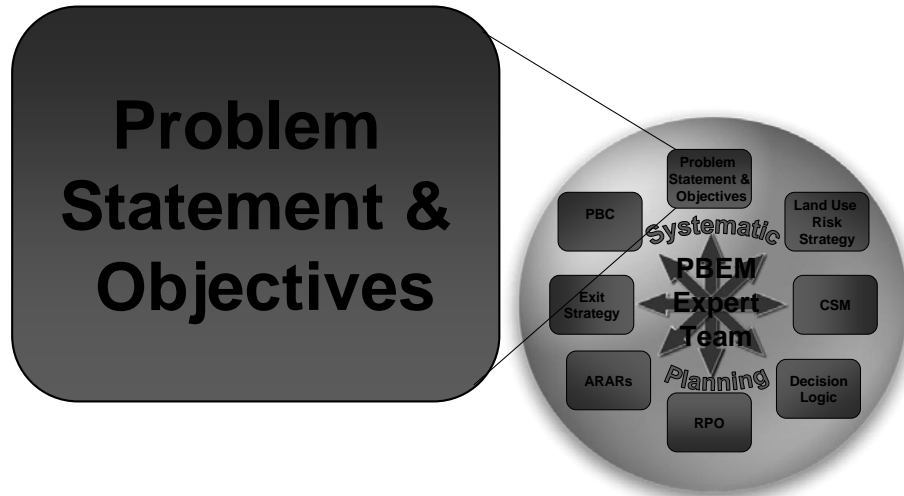 Problem
Statement &
Objectives
Problem
Statement &
Objectives
Land Use
Risk
Strategy
CSM
Decision
Logic
RPO
ARARs
Exit
Strategy
PBC
Systematic
PBEM
Expert
Team
Planning